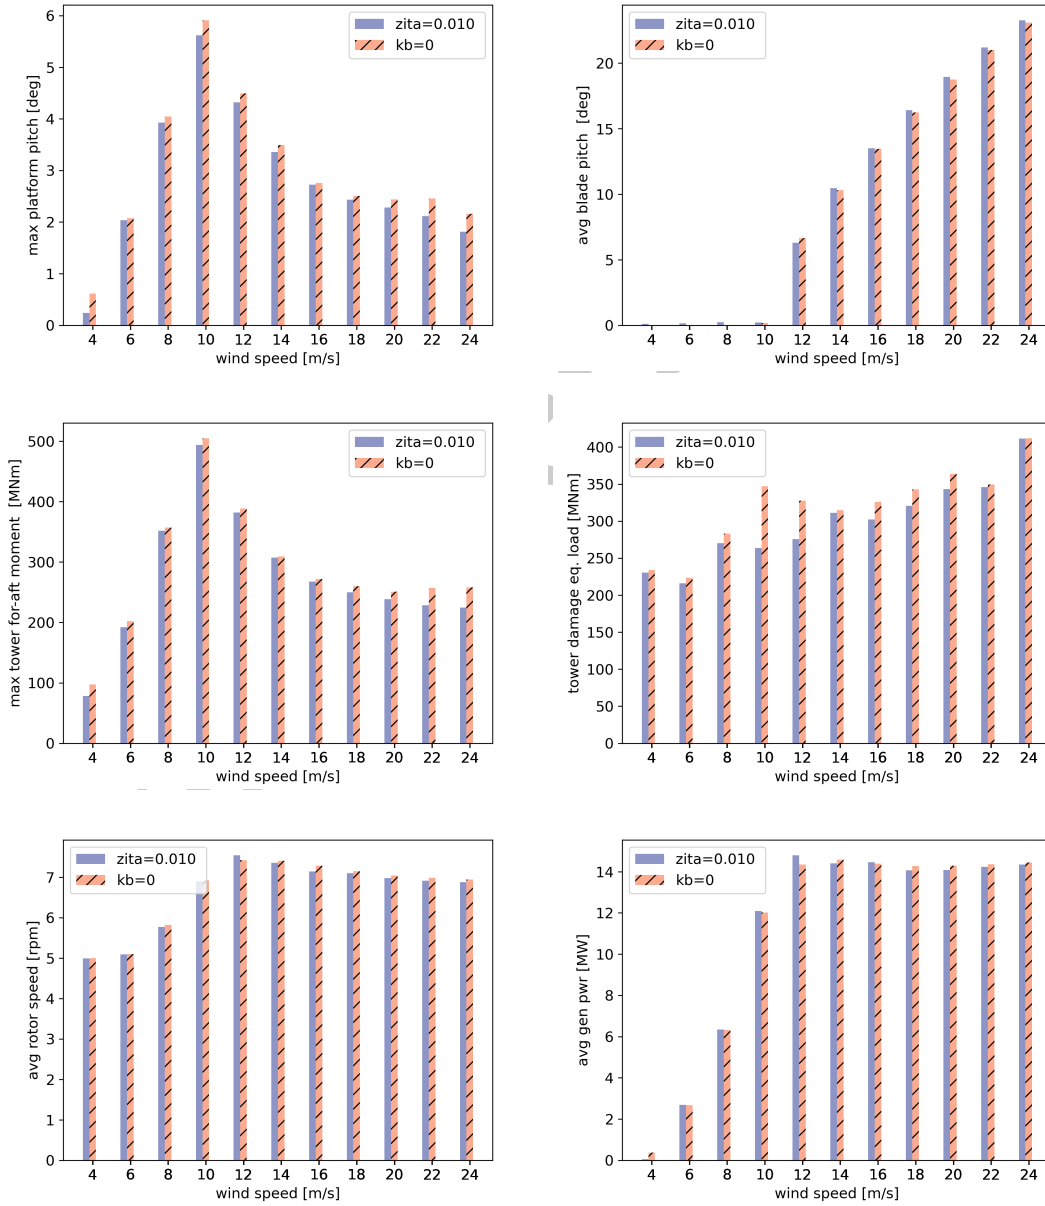 max platform pitch [deg]
6
5
4
3
2
1
0
zita=0.010
kb=0
4 6 8 10 12 14 16 18 20 22 24
wind speed [m/s]
avg blade pitch [deg]
20
15
10
5
0
zita=0.010
kb=0
4 6 8 10 12 14 16 18 20 22 24
wind speed [m/s]
max tower for-aft moment [MNm]
500
400
300
200
100
0
zita=0.010
kb=0
4 6 8 10 12 14 16 18 20 22 24
wind speed [m/s]
tower damage eq. load [MNm]
400
350
300
250
200
150
100
50
0
zita=0.010
kb=0
4 6 8 10 12 14 16 18 20 22 24
wind speed [m/s]
avg rotor speed [rpm]
7
6
5
4
3
2
1
0
zita=0.010
kb=0
4 6 8 10 12 14 16 18 20 22 24
wind speed [m/s]
avg gen pwr [MW]
14
12
10
8
6
4
2
0
zita=0.010
kb=0
4 6 8 10 12 14 16 18 20 22 24
wind speed [m/s]